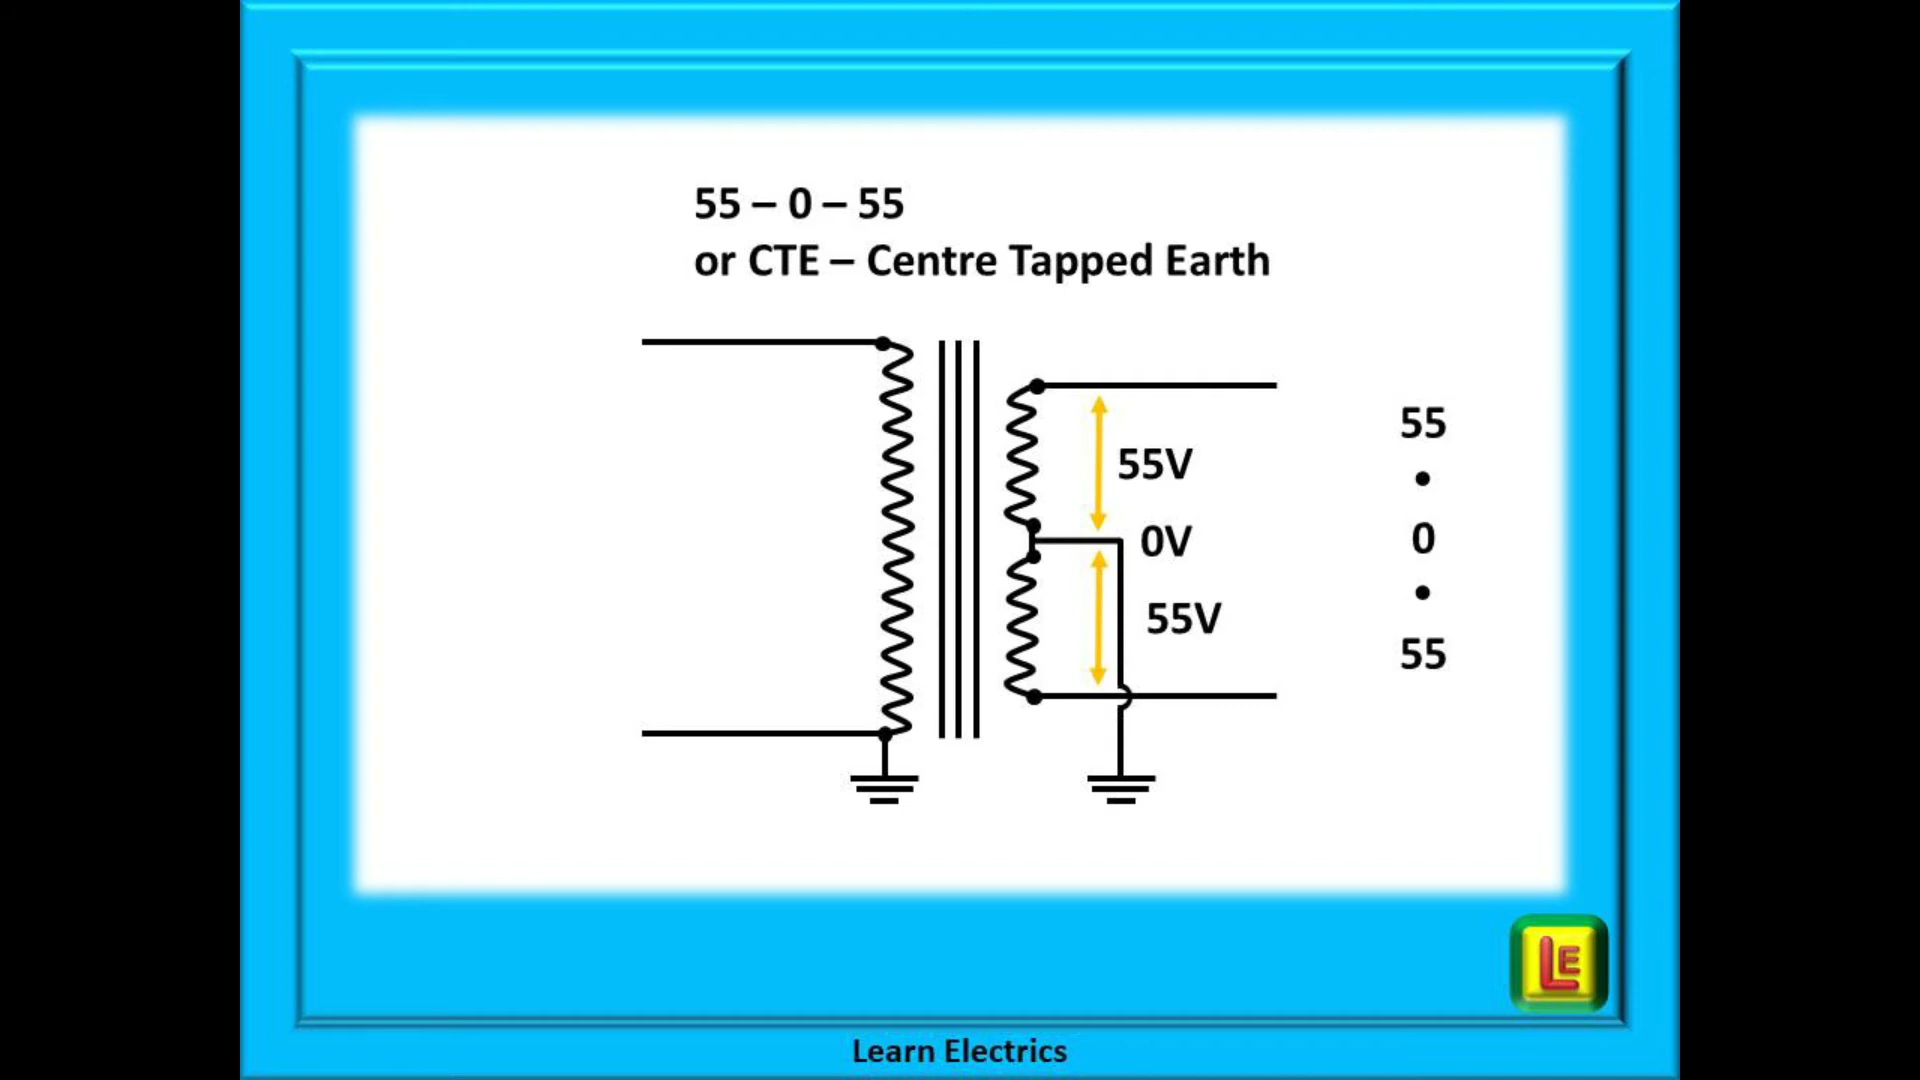 55 – 0 – 55
or CTE – Centre Tapped Earth
55V
0V
55V
55
•
0
•
55
LE
Learn Electrics